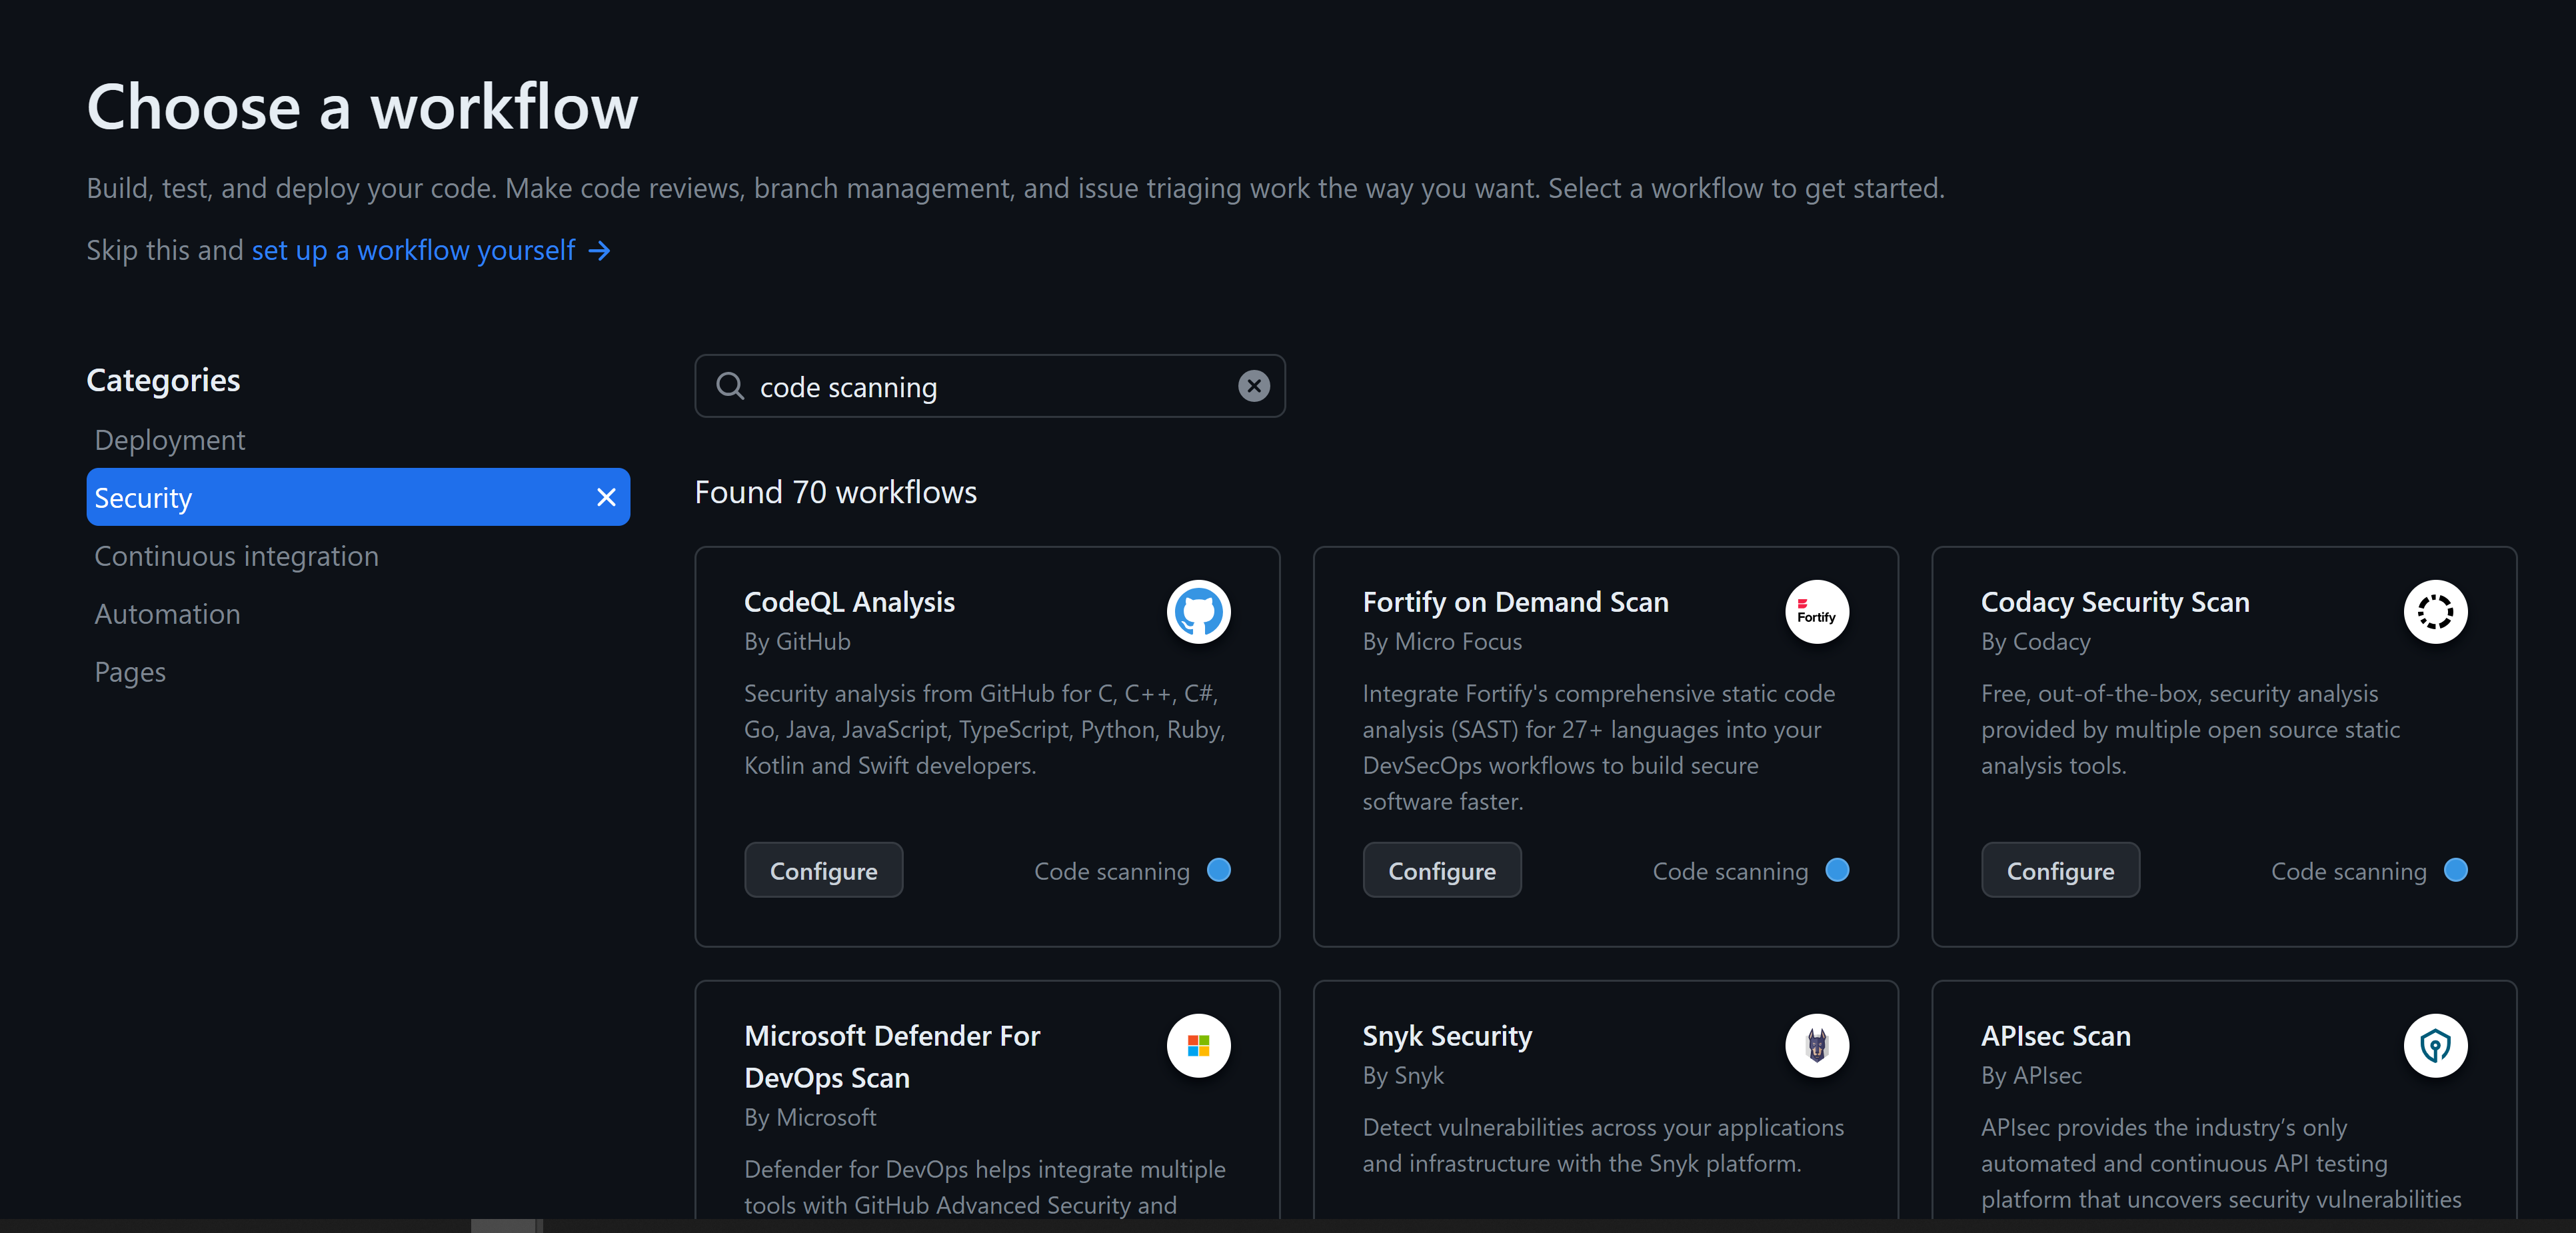 Choose a workflow
Build, test, and deploy your code. Make code reviews, branch management, and issue triaging work the way you want. Select a workflow to get started.
Skip this and set up a workflow yourself →
Categories
Deployment
Security
Continuous integration
Automation
Pages
code scanning
Found 70 workflows
CodeQL Analysis
By GitHub
Security analysis from GitHub for C, C++, C#,
Go, Java, JavaScript, TypeScript, Python, Ruby,
Kotlin and Swift developers.
Configure
Code scanning
Fortify on Demand Scan
Fortify
By Micro Focus
Integrate Fortify's comprehensive static code
analysis (SAST) for 27+ languages into your
DevSecOps workflows to build secure
software faster.
Configure
Code scanning
Codacy Security Scan
By Codacy
Free, out-of-the-box, security analysis
provided by multiple open source static
analysis tools.
Configure
Code scanning
Microsoft Defender For
DevOps Scan
By Microsoft
Defender for DevOps helps integrate multiple
tools with GitHub Advanced Security and
Snyk Security
By Snyk
Detect vulnerabilities across your applications
and infrastructure with the Snyk platform.
APIsec Scan
By APIsec
APIsec provides the industry’s only
automated and continuous API testing
platform that uncovers security vulnerabilities